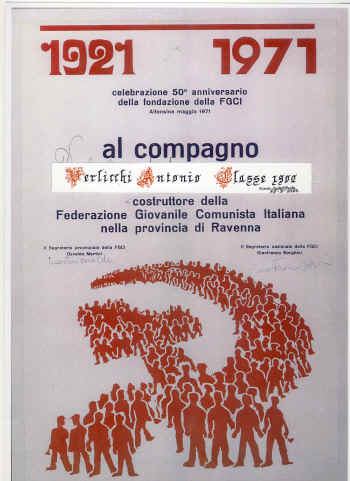 1921 1971
celebrazione 50° anniversario
della fondazione della FGCI
Alfonsine maggio 1971
al compagno
Verlicchi Antonio Classe 1900
costruttore della
Federazione Giovanile Comunista Italiana
nella provincia di Ravenna
Il Segretario provinciale della FGCI
Il Segretario nazionale della FGCI